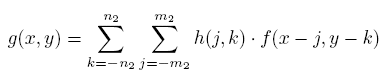 g(x, y) = \sum_{k=-n_2}^{n_2} \sum_{j=-m_2}^{m_2} h(j, k) \cdot f(x - j, y - k)